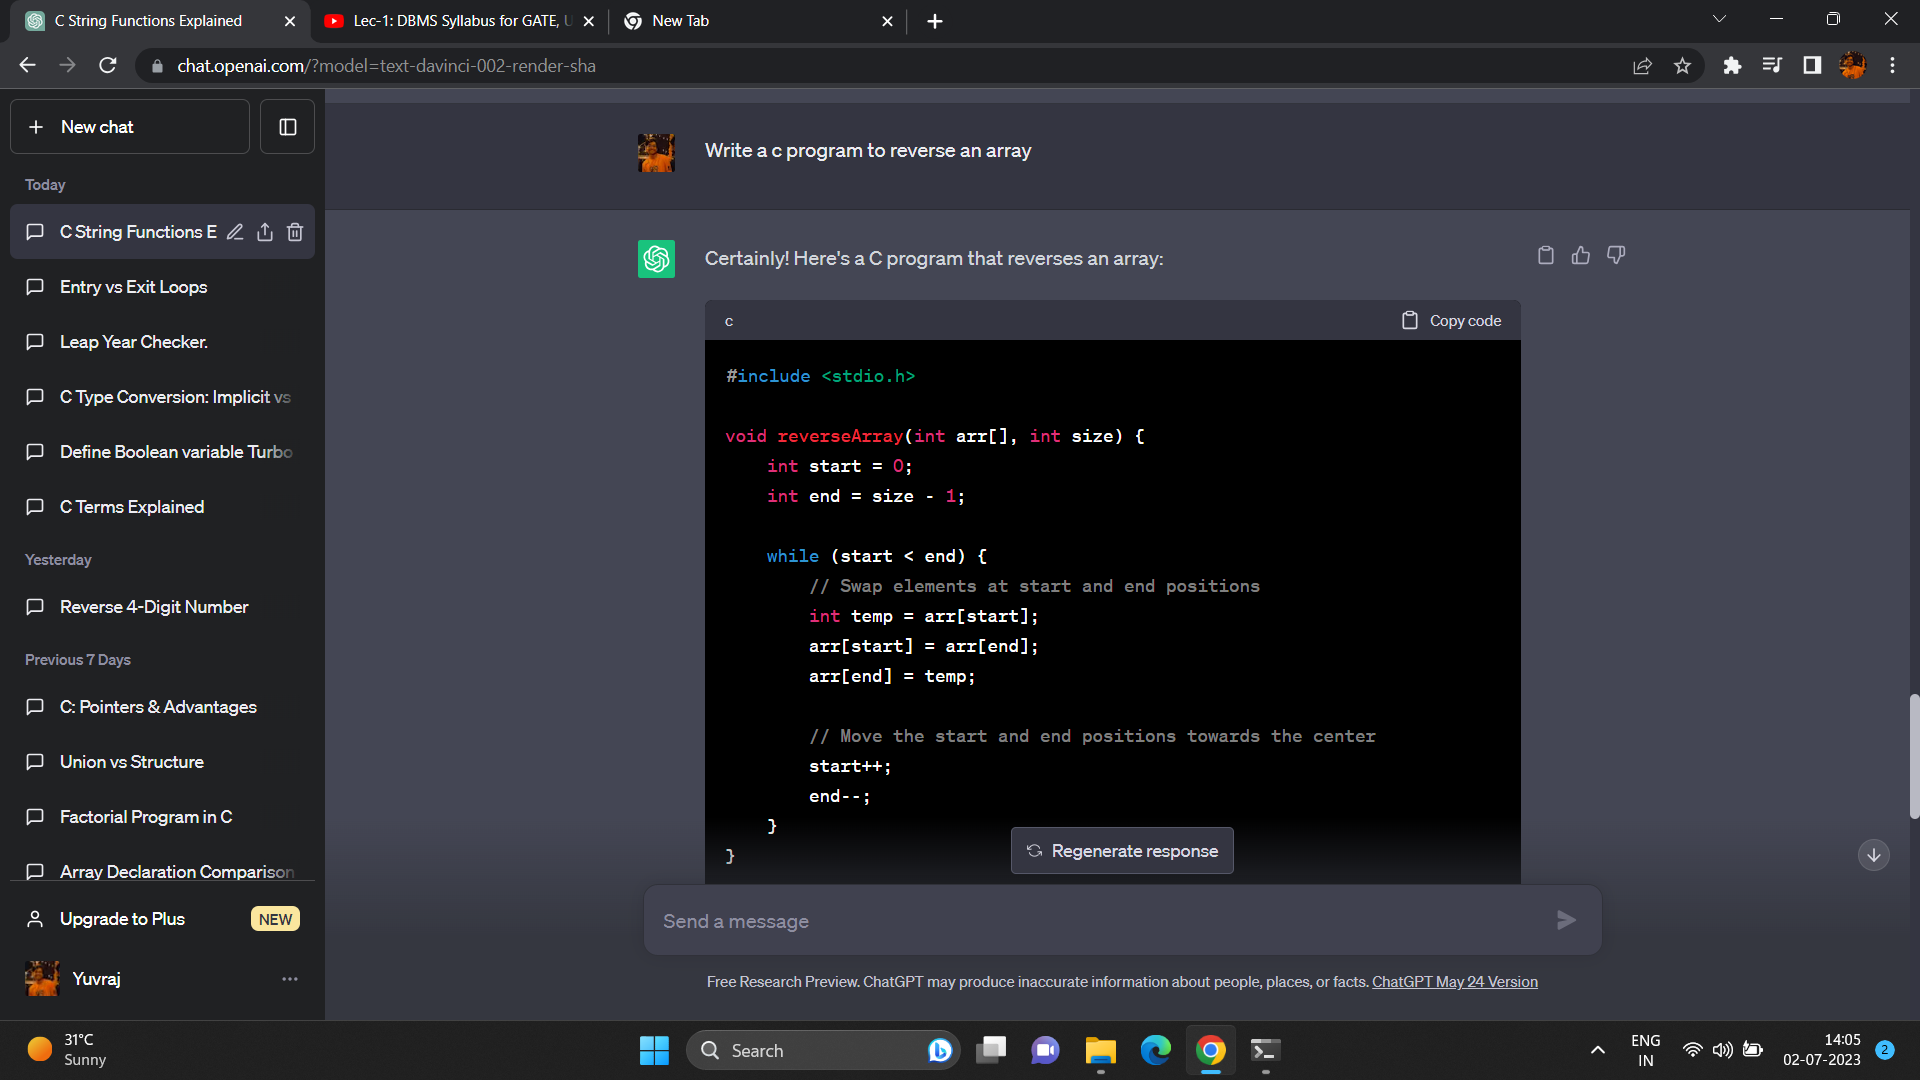 C String Functions Explained
Lec-1: DBMS Syllabus for GATE, U
New Tab
chat.openai.com/?model=text-davinci-002-render-sha
New chat
Today
C String Functions E
Entry vs Exit Loops
Leap Year Checker.
C Type Conversion: Implicit vs
Define Boolean variable Turbo
C Terms Explained
Yesterday
Reverse 4-Digit Number
Previous 7 Days
C: Pointers & Advantages
Union vs Structure
Factorial Program in C
Array Declaration Comparison
Upgrade to Plus NEW
Yuvraj
Write a c program to reverse an array
Certainly! Here's a C program that reverses an array:
c Copy code
#include <stdio.h>
void reverseArray(int arr[], int size) {
    int start = 0;
    int end = size - 1;
    while (start < end) {
        // Swap elements at start and end positions
        int temp = arr[start];
        arr[start] = arr[end];
        arr[end] = temp;
        // Move the start and end positions towards the center
        start++;
        end--;
    }
}
Regenerate response
Send a message
Free Research Preview. ChatGPT may produce inaccurate information about people, places, or facts. ChatGPT May 24 Version
31°C
Sunny
Search
ENG
IN
14:05
02-07-2023
2